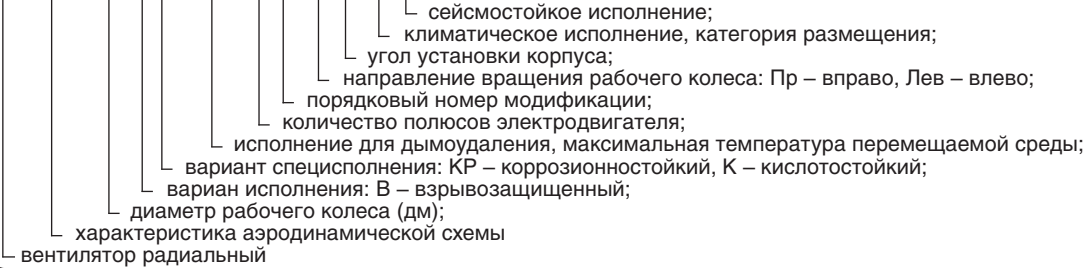 сейсмостойкое исполнение;
климатическое исполнение, категория размещения;
угол установки корпуса;
направление вращения рабочего колеса: Пр – вправо, Лев – влево;
порядковый номер модификации;
количество полюсов электродвигателя;
исполнение для дымоудаления, максимальная температура перемещаемой среды;
вариант специсполнения: КР – коррозионностойкий, К – кислотостойкий;
вариан исполнения: В – взрывозащищенный;
диаметр рабочего колеса (дм);
характеристика аэродинамической схемы
вентилятор радиальный